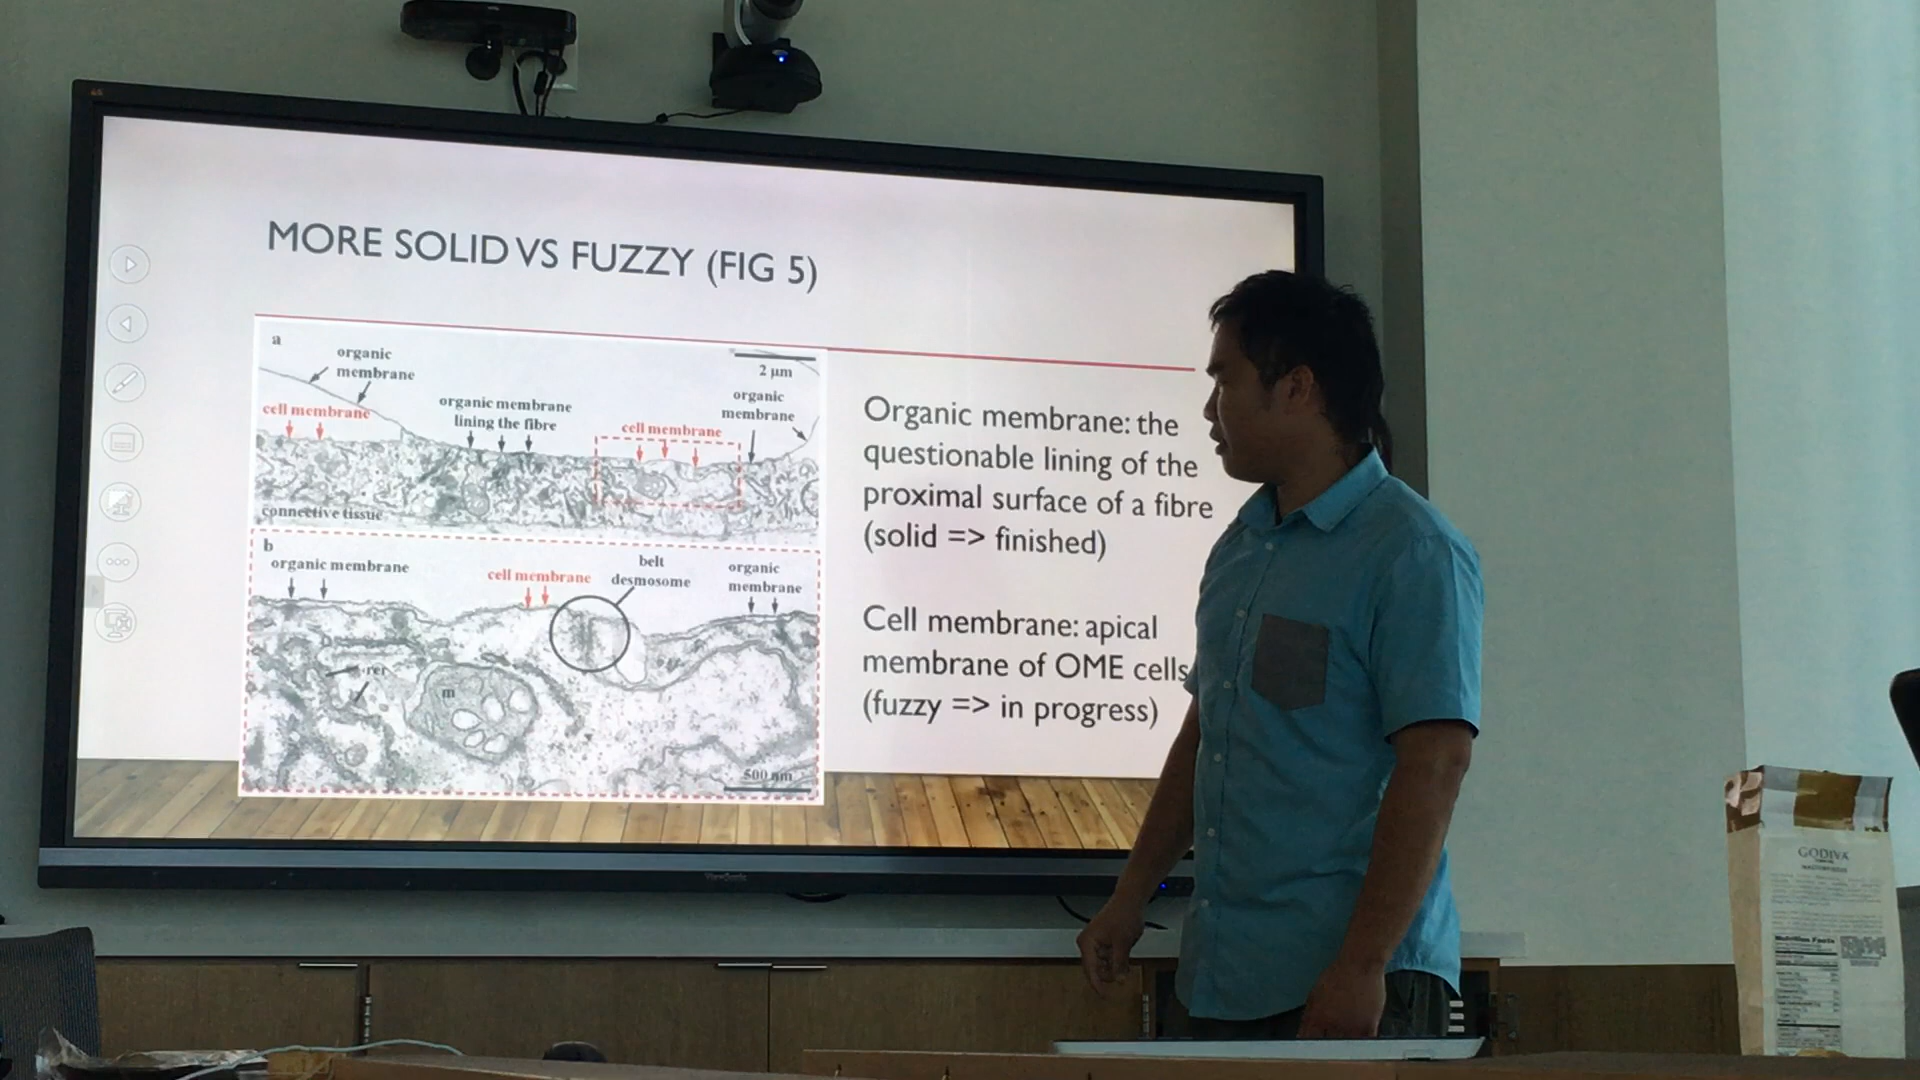 MORE SOLID VS FUZZY (FIG 5)
a
organic
membrane
2 µm
cell membrane
organic membrane
lining the fibre
cell membrane
organic
membrane
connective tissue
b
organic membrane
cell membrane
belt
desmosome
organic
membrane
rer
m
500 nm
Organic membrane: the
questionable lining of the
proximal surface of a fibre
(solid => finished)
Cell membrane: apical
membrane of OME cells
(fuzzy => in progress)
ViewSonic
GODIVA
Nutrition Facts